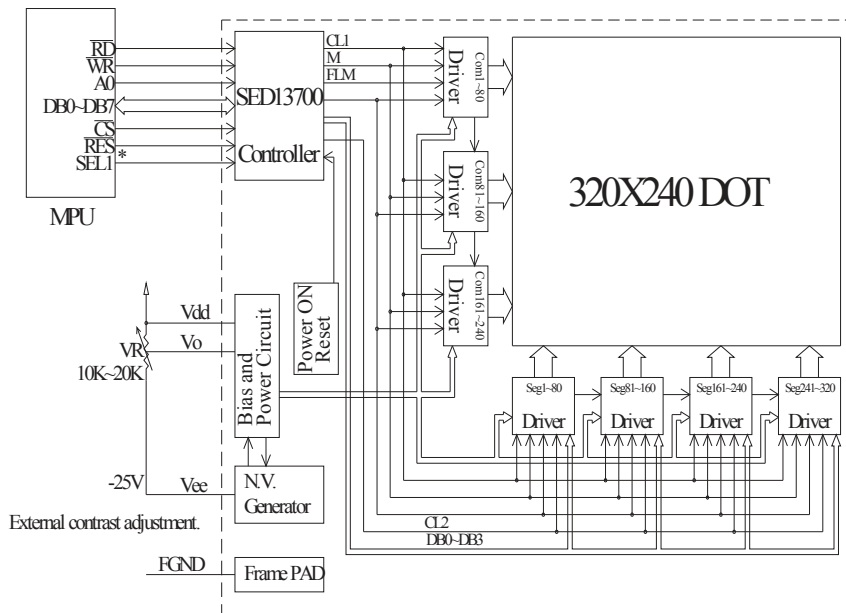 RD
WR
A0
DB0~DB7
CS
RES
SEL1 *
MPU
SED13700
Controller
CL1
M
FLM
Driver
Com1~80
Driver
Com81~160
Driver
Com161~240
320X240 DOT
Power ON
Reset
Vdd
Vo
VR
10K~20K
Bias and
Power Circuit
-25V
Vee
N.V.
Generator
External contrast adjustment.
FGND
Frame PAD
Seg1~80
Driver
Seg81~160
Driver
Seg161~240
Driver
Seg241~320
Driver
CL2
DB0~DB3